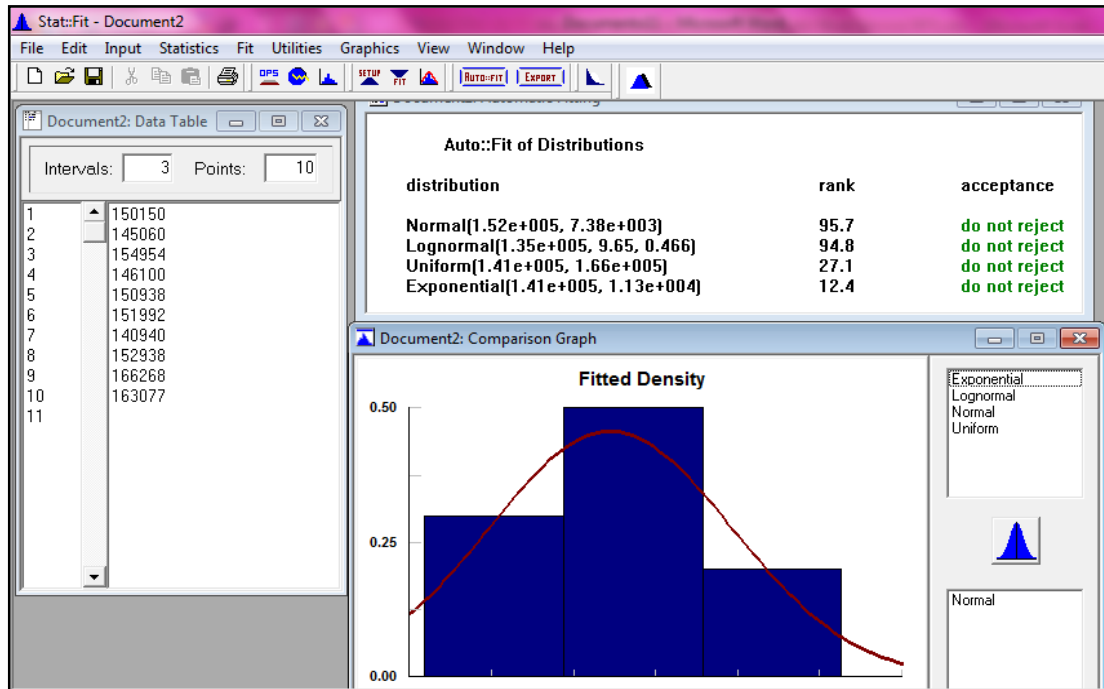 Stat::Fit - Document2
File Edit Input Statistics Fit Utilities Graphics View Window Help
OPS SETUP FIT AUTO::FIT EXPORT
Document2: Data Table
Intervals: 3 Points: 10
1 150150
2 145060
3 154954
4 146100
5 150938
6 151992
7 140940
8 152938
9 166268
10 163077
11
Document2: Automatic Fitting
Auto::Fit of Distributions
distribution rank acceptance
Normal(1.52e+005, 7.38e+003) 95.7 do not reject
Lognormal(1.35e+005, 9.65, 0.466) 94.8 do not reject
Uniform(1.41e+005, 1.66e+005) 27.1 do not reject
Exponential(1.41e+005, 1.13e+004) 12.4 do not reject
Document2: Comparison Graph
Fitted Density
0.50
0.25
0.00
Exponential
Lognormal
Normal
Uniform
Normal